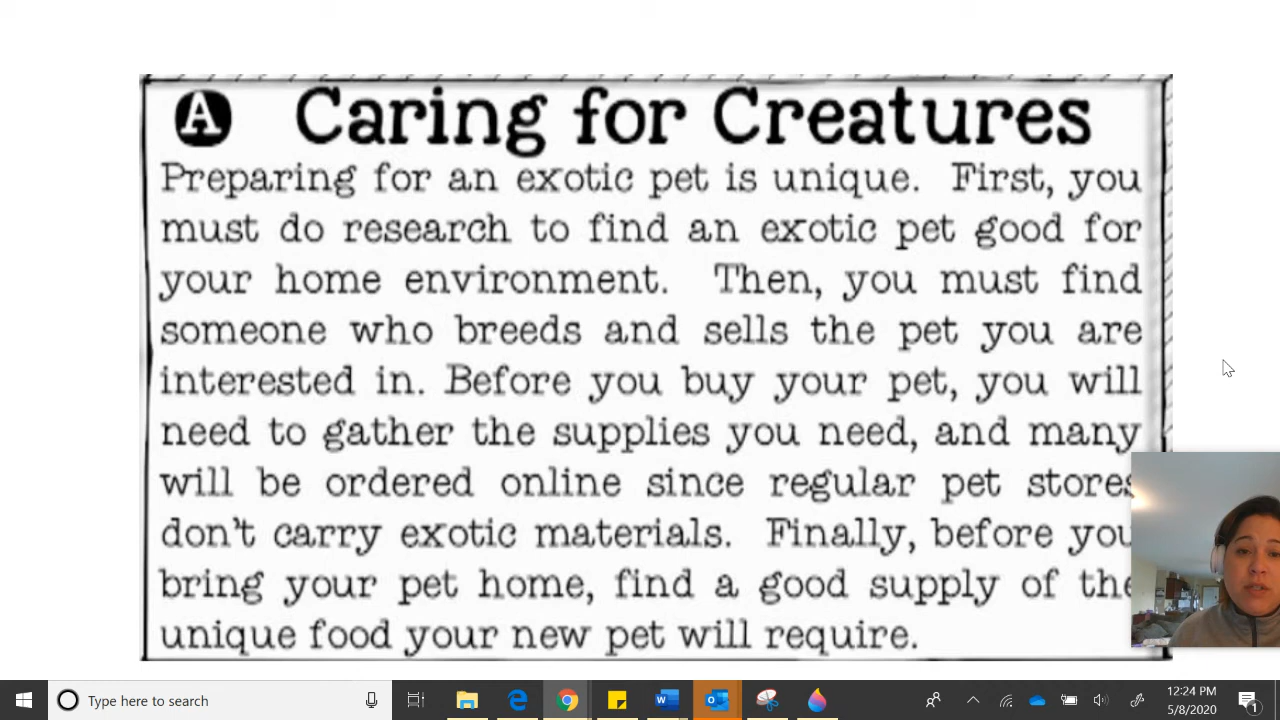 A Caring for Creatures
Preparing for an exotic pet is unique. First, you
must do research to find an exotic pet good for
your home environment. Then, you must find
someone who breeds and sells the pet you are
interested in. Before you buy your pet, you will
need to gather the supplies you need, and many
will be ordered online since regular pet stores
don't carry exotic materials. Finally, before you
bring your pet home, find a good supply of the
unique food your new pet will require.
Type here to search
12:24 PM
5/8/2020
1